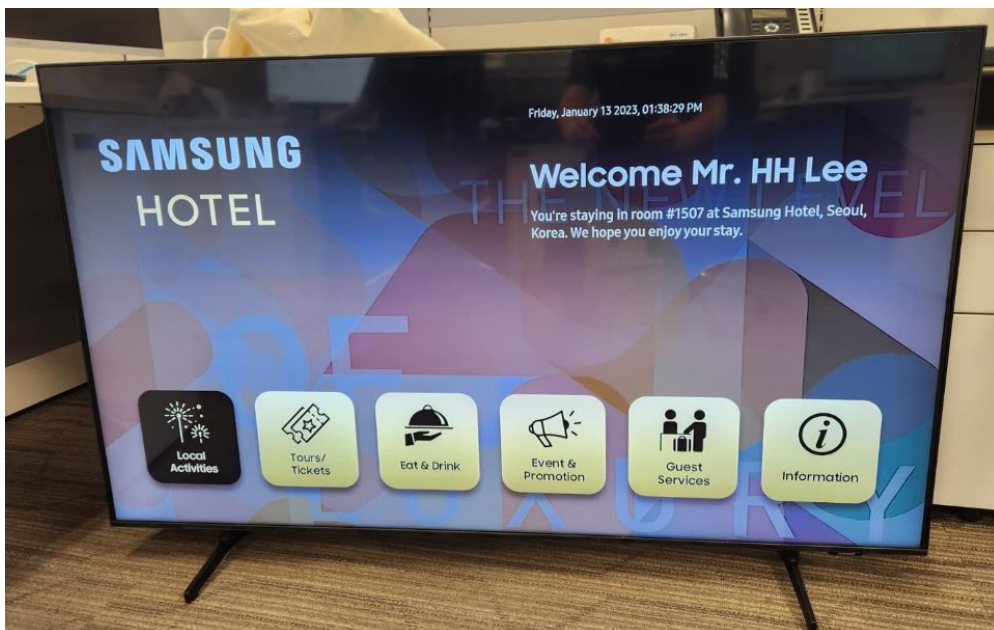 Friday, January 13 2023, 01:38:29 PM
SAMSUNG
HOTEL
Welcome Mr. HH Lee
You're staying in room #1507 at Samsung Hotel, Seoul,
Korea. We hope you enjoy your stay.
THE NEW LEVEL
OF
LUXURY
Local
Activities
Tours/
Tickets
Eat & Drink
Event &
Promotion
Guest
Services
Information